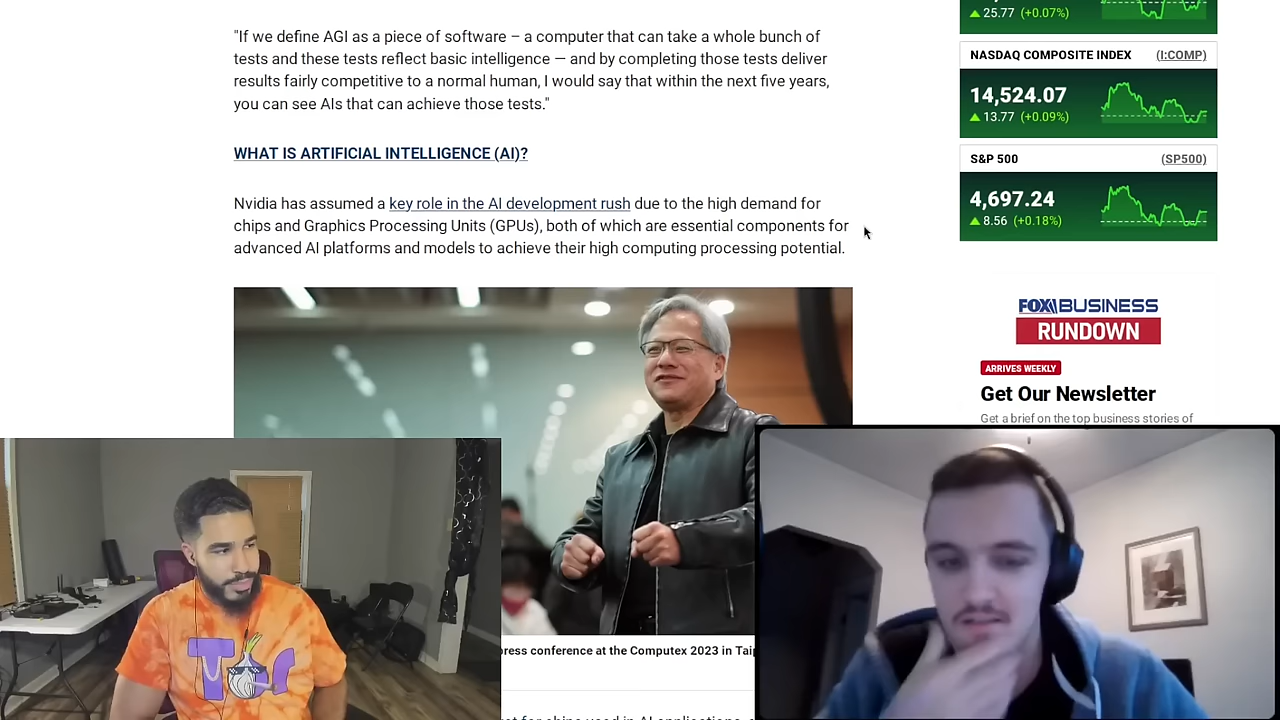 "If we define AGI as a piece of software – a computer that can take a whole bunch of
tests and these tests reflect basic intelligence — and by completing those tests deliver
results fairly competitive to a normal human, I would say that within the next five years,
you can see AIs that can achieve those tests."
WHAT IS ARTIFICIAL INTELLIGENCE (AI)?
Nvidia has assumed a key role in the AI development rush due to the high demand for
chips and Graphics Processing Units (GPUs), both of which are essential components for
advanced AI platforms and models to achieve their high computing processing potential.
press conference at the Computex 2023 in
25.77 (+0.07%)
NASDAQ COMPOSITE INDEX (I:COMP)
14,524.07
13.77 (+0.09%)
S&P 500 (SP500)
4,697.24
8.56 (+0.18%)
FOX BUSINESS
RUNDOWN
ARRIVES WEEKLY
Get Our Newsletter
Get a brief on the top business stories of